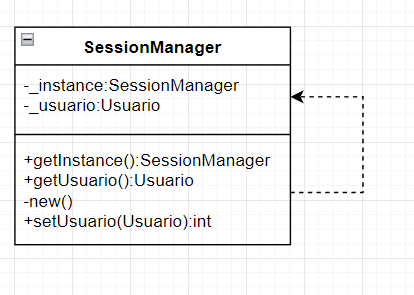 SessionManager
-_instance:SessionManager
-_usuario:Usuario
+getInstance():SessionManager
+getUsuario():Usuario
-new()
+setUsuario(Usuario):int